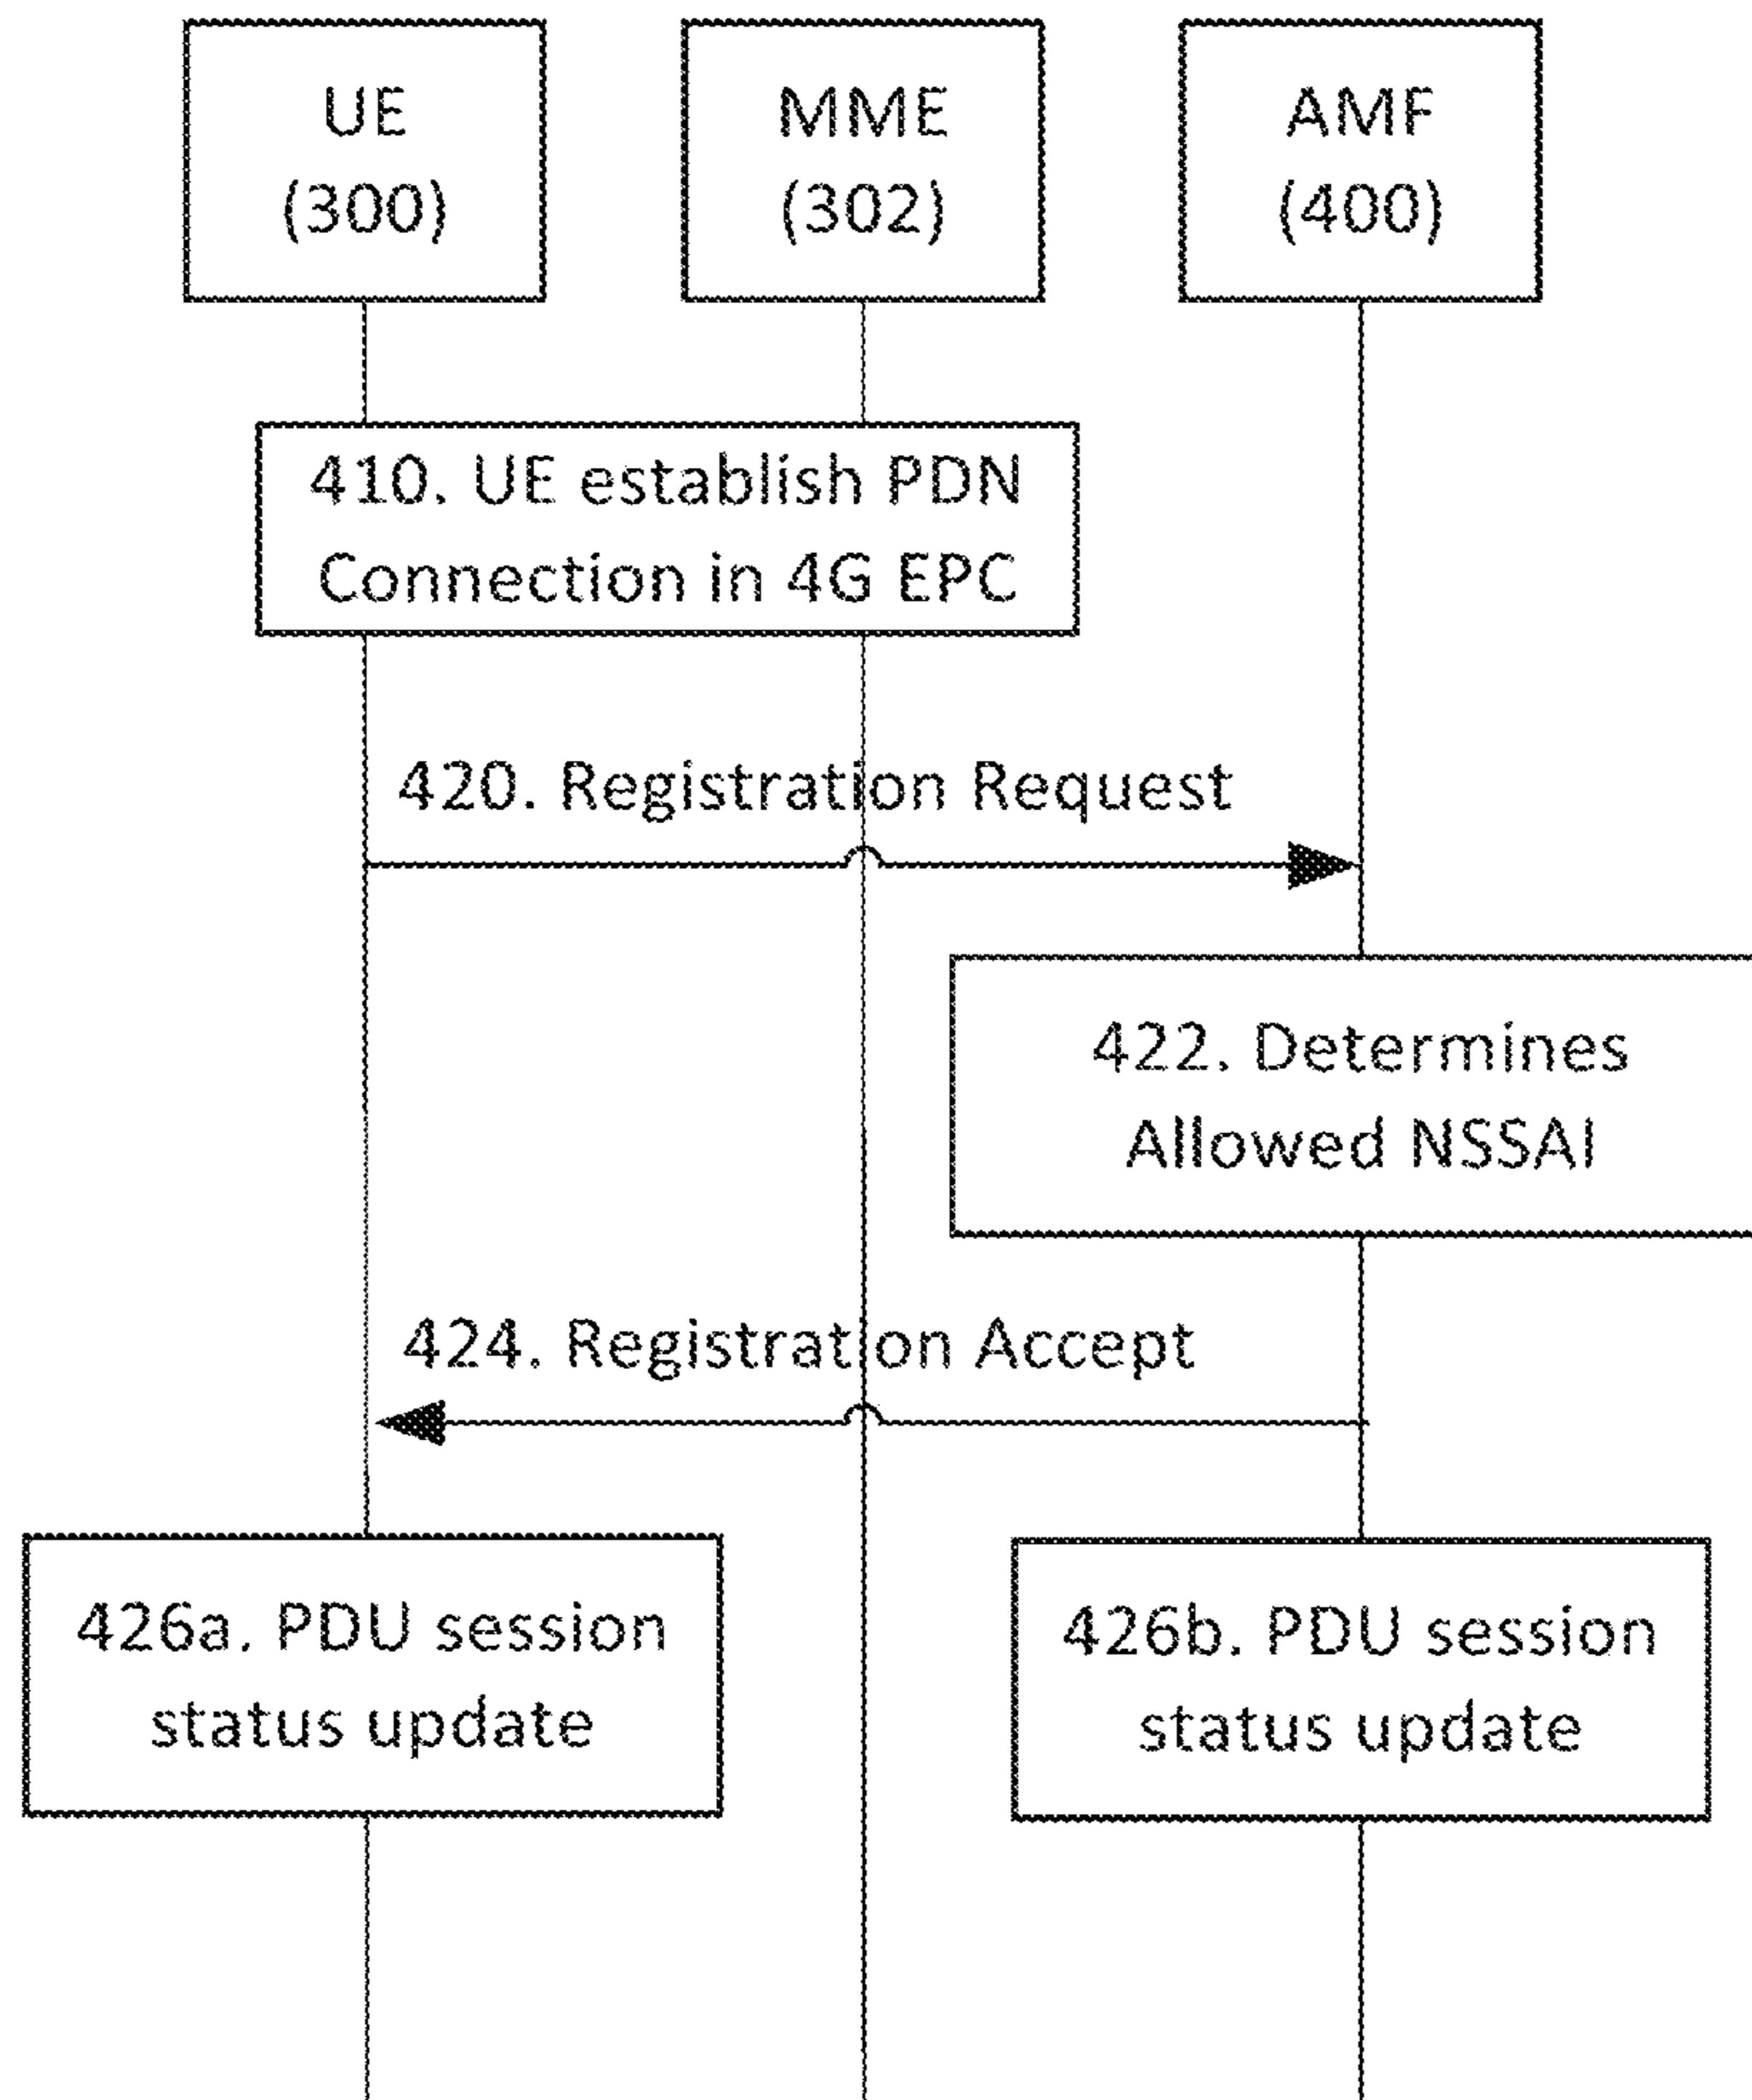 UE
(300)
MME
(302)
AMF
(400)
410. UE establish PDN
Connection in 4G EPC
420. Registration Request
422. Determines
Allowed NSSAI
424. Registration Accept
426a. PDU session
status update
426b. PDU session
status update